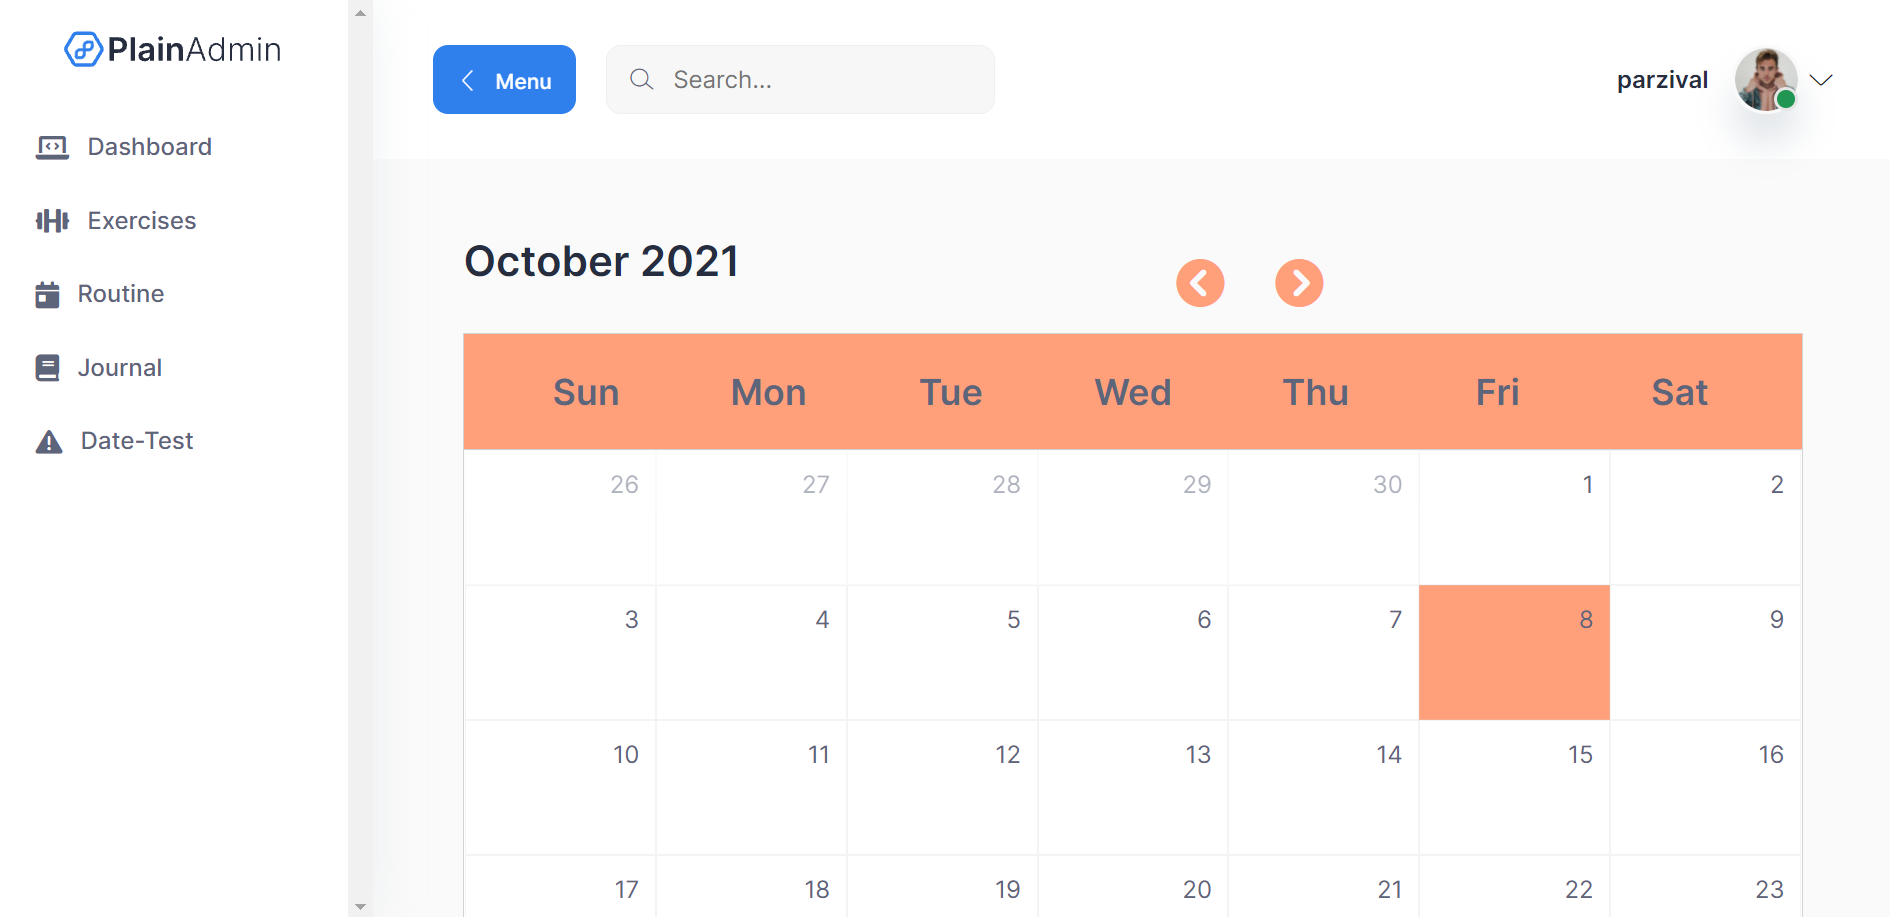 PlainAdmin
Dashboard
Exercises
Routine
Journal
Date-Test
Menu
Search...
parzival
October 2021
Sun Mon Tue Wed Thu Fri Sat
26 27 28 29 30 1 2
3 4 5 6 7 8 9
10 11 12 13 14 15 16
17 18 19 20 21 22 23